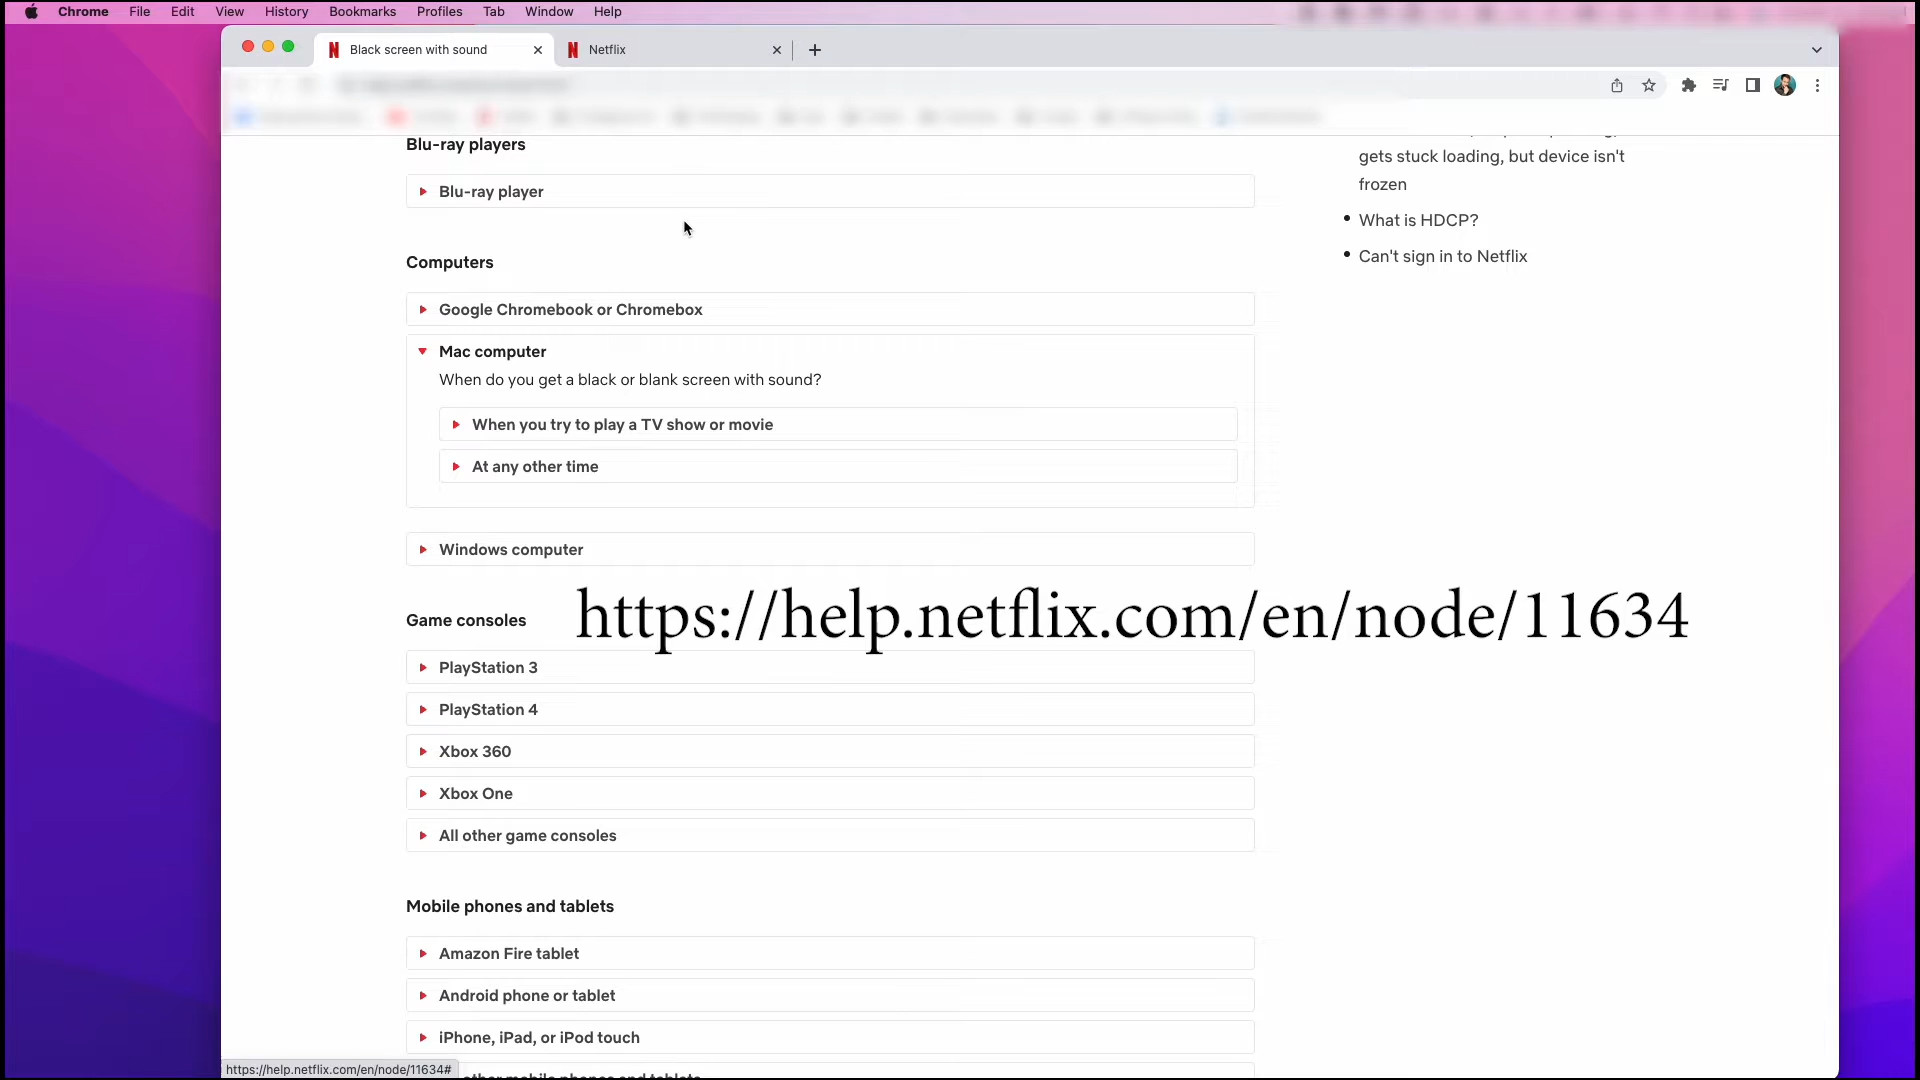 Chrome File Edit View History Bookmarks Profiles Tab Window Help
Black screen with sound
Netflix
Blu-ray players
Blu-ray player
Computers
Google Chromebook or Chromebox
Mac computer
When do you get a black or blank screen with sound?
When you try to play a TV show or movie
At any other time
Windows computer
Game consoles
https://help.netflix.com/en/node/11634
PlayStation 3
PlayStation 4
Xbox 360
Xbox One
All other game consoles
Mobile phones and tablets
Amazon Fire tablet
Android phone or tablet
iPhone, iPad, or iPod touch
other mobile phones and tablets
gets stuck loading, but device isn't
frozen
What is HDCP?
Can't sign in to Netflix
https://help.netflix.com/en/node/11634#